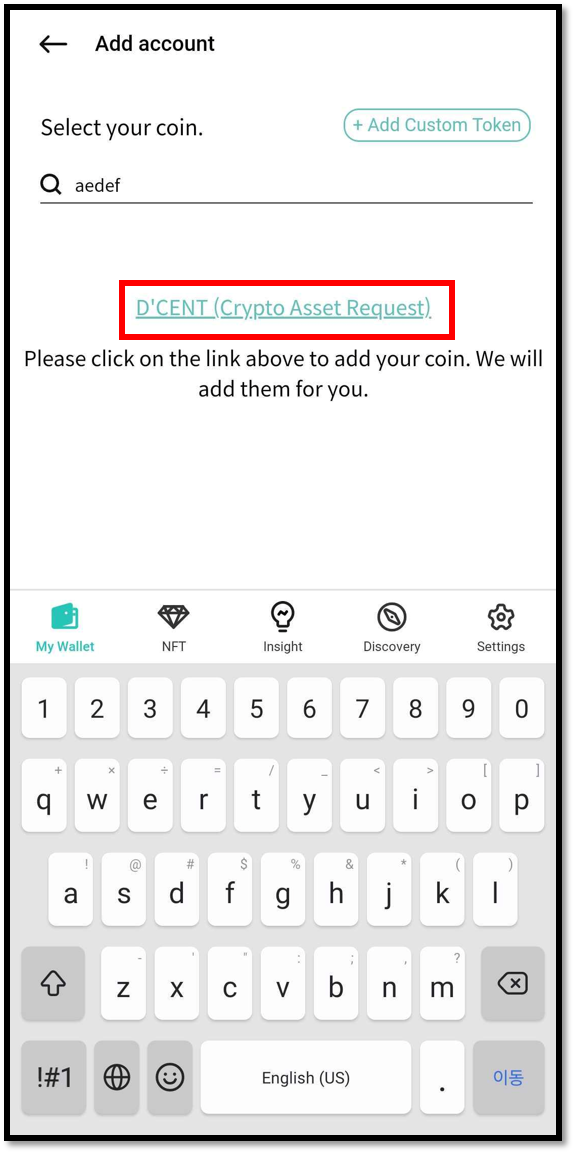 Add account
Select your coin.
+ Add Custom Token
aedef
D'CENT (Crypto Asset Request)
Please click on the link above to add your coin. We will
add them for you.
My Wallet NFT Insight Discovery Settings
1 2 3 4 5 6 7 8 9 0
+ × ÷ = / _ < > [ ]
q w e r t y u i o p
! @ # $ % & * ( )
a s d f g h j k l
- ' " : ; , ?
z x c v b n m
!#1 English (US) . 이동